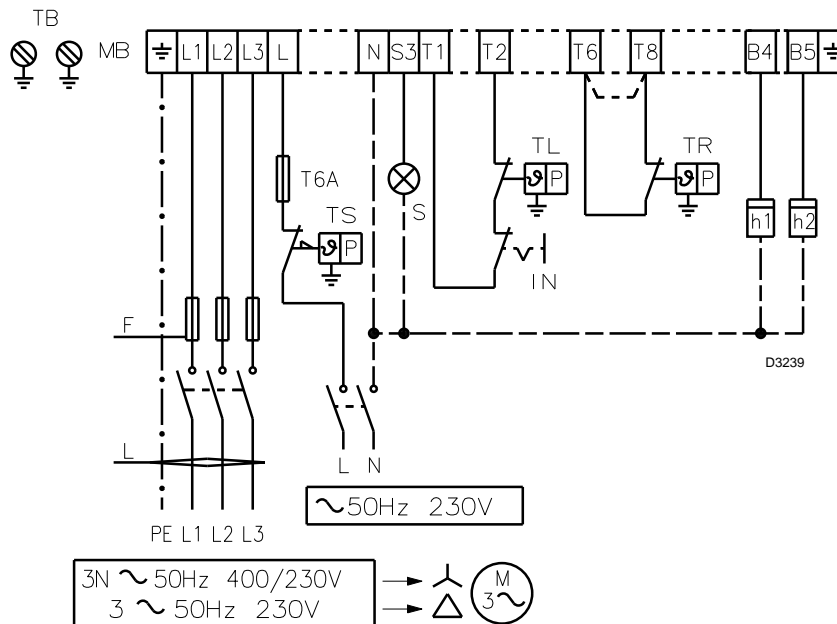 TB
MB
L1 L2 L3 L N S3 T1 T2 T6 T8 B4 B5
T6A
TL
ϑ P
TR
ϑ P
TS
ϑ P
S
IN
h1 h2
F
D3239
L
L N
~50Hz 230V
PE L1 L2 L3
3N ~ 50Hz 400/230V
3 ~ 50Hz 230V
M
3~